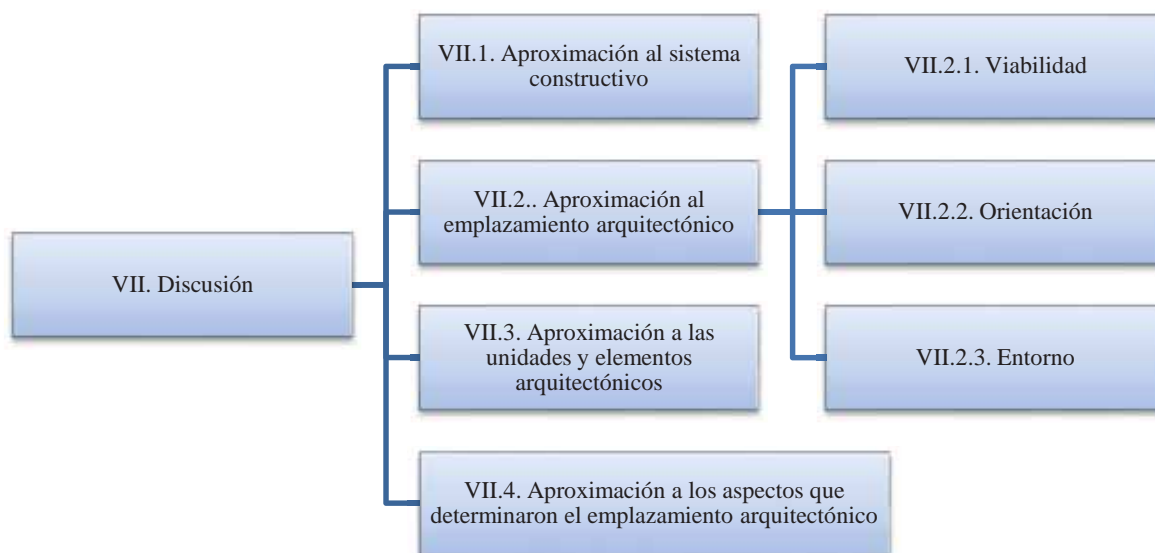 VII. Discusión
VII.1. Aproximación al sistema
constructivo
VII.2.. Aproximación al
emplazamiento arquitectónico
VII.2.1. Viabilidad
VII.2.2. Orientación
VII.2.3. Entorno
VII.3. Aproximación a las
unidades y elementos
arquitectónicos
VII.4. Aproximación a los aspectos que
determinaron el emplazamiento arquitectónico